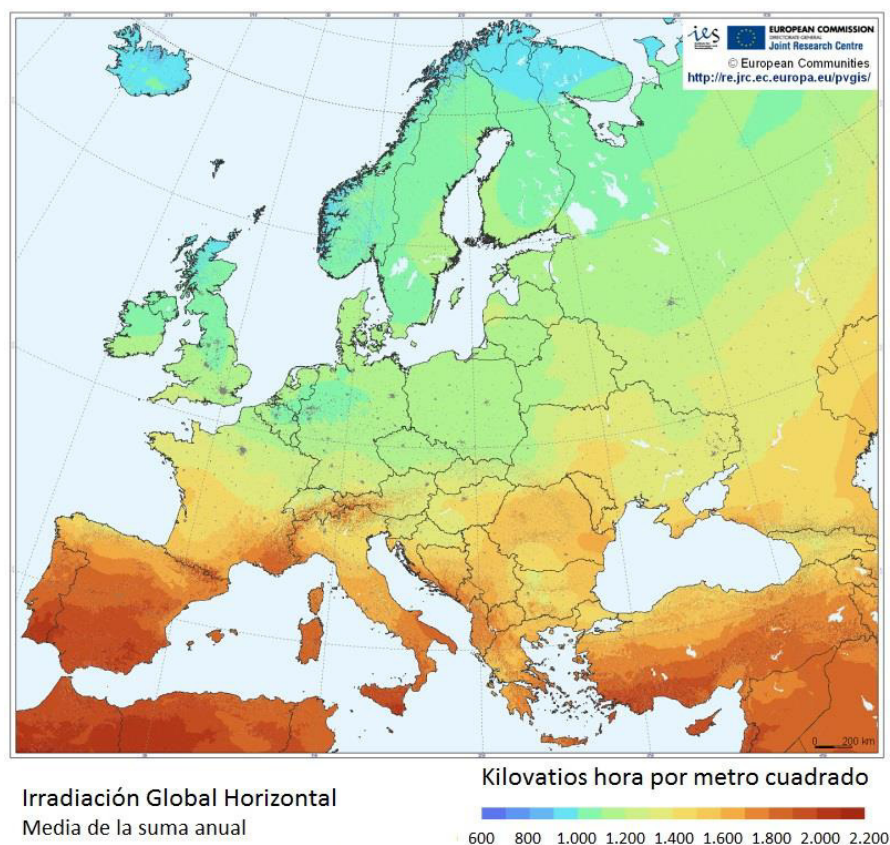 ies
EUROPEAN COMMISSION
DIRECTORATE-GENERAL
Joint Research Centre
© European Communities
http://re.jrc.ec.europa.eu/pvgis/
0 200 km
Irradiación Global Horizontal
Media de la suma anual
Kilovatios hora por metro cuadrado
600 800 1.000 1.200 1.400 1.600 1.800 2.000 2.200